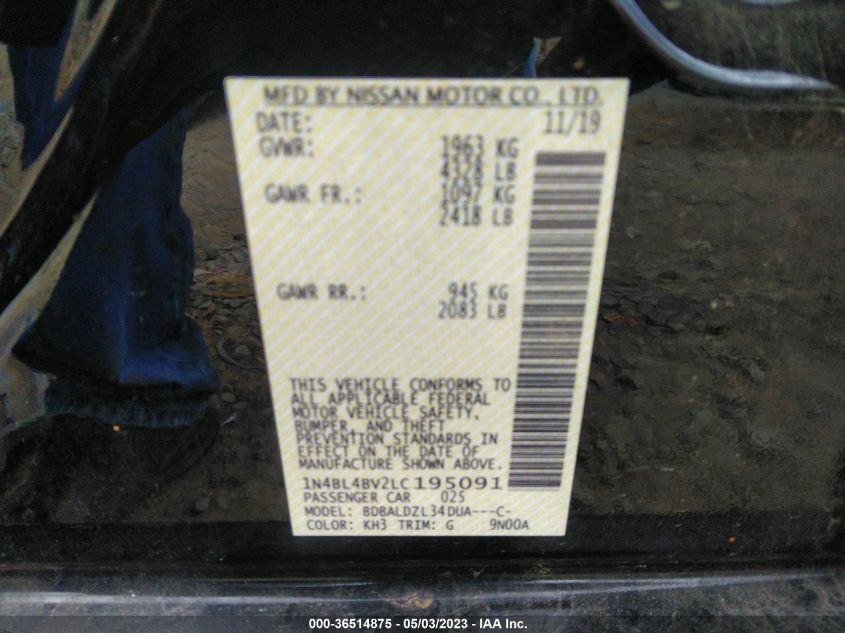 MFD BY NISSAN MOTOR CO., LTD.
DATE: 11/19
GVWR: 1963 KG
4328 LB
GAWR FR.: 1097 KG
2418 LB
GAWR RR.: 945 KG
2083 LB
THIS VEHICLE CONFORMS TO
ALL APPLICABLE FEDERAL
MOTOR VEHICLE SAFETY,
BUMPER, AND THEFT
PREVENTION STANDARDS IN
EFFECT ON THE DATE OF
MANUFACTURE SHOWN ABOVE.
1N4BL4BV2LC195091
PASSENGER CAR 025
MODEL: BDBALDZL34DUA---C-
COLOR: KH3 TRIM: G 9N00A
000-36514875 - 05/03/2023 - IAA Inc.